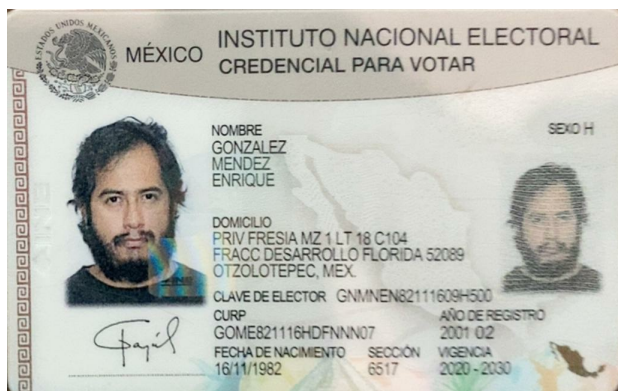 ESTADOS UNIDOS MEXICANOS
MÉXICO
INSTITUTO NACIONAL ELECTORAL
CREDENCIAL PARA VOTAR
NOMBRE
GONZALEZ
MENDEZ
ENRIQUE
SEXO H
DOMICILIO
PRIV FRESIA MZ 1 LT 18 C104
FRACC DESARROLLO FLORIDA 52089
OTZOLOTEPEC, MEX.
CLAVE DE ELECTOR GNMNEN82111609H500
CURP
GOME821116HDFNNN07
AÑO DE REGISTRO
2001 02
FECHA DE NACIMIENTO
16/11/1982
SECCIÓN
6517
VIGENCIA
2020 - 2030